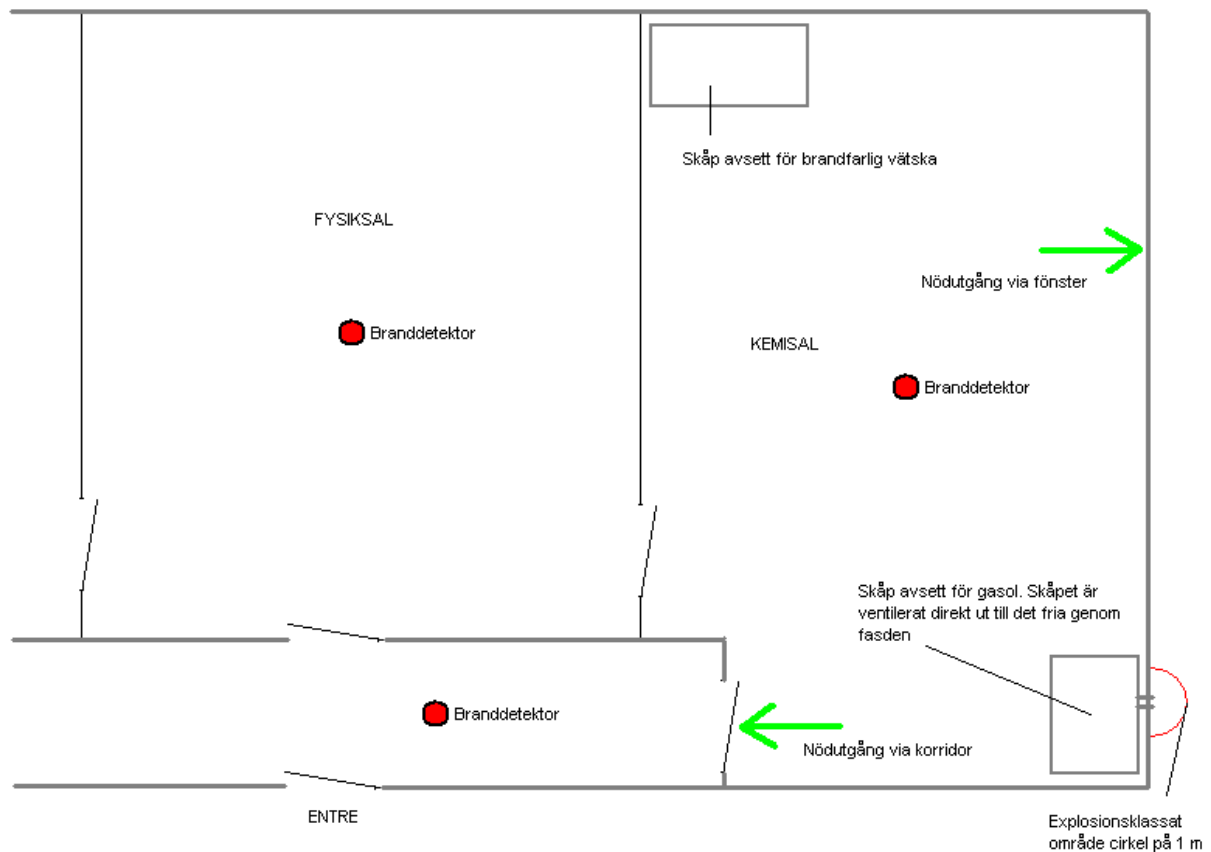 Skåp avsett för brandfarlig vätska
FYSIKSAL
Nödutgång via fönster
Branddetektor
KEMISAL
Branddetektor
Skåp avsett för gasol. Skåpet är
ventilerat direkt ut till det fria genom
fasden
Branddetektor
Nödutgång via korridor
ENTRE
Explosionsklassat
område cirkel på 1 m